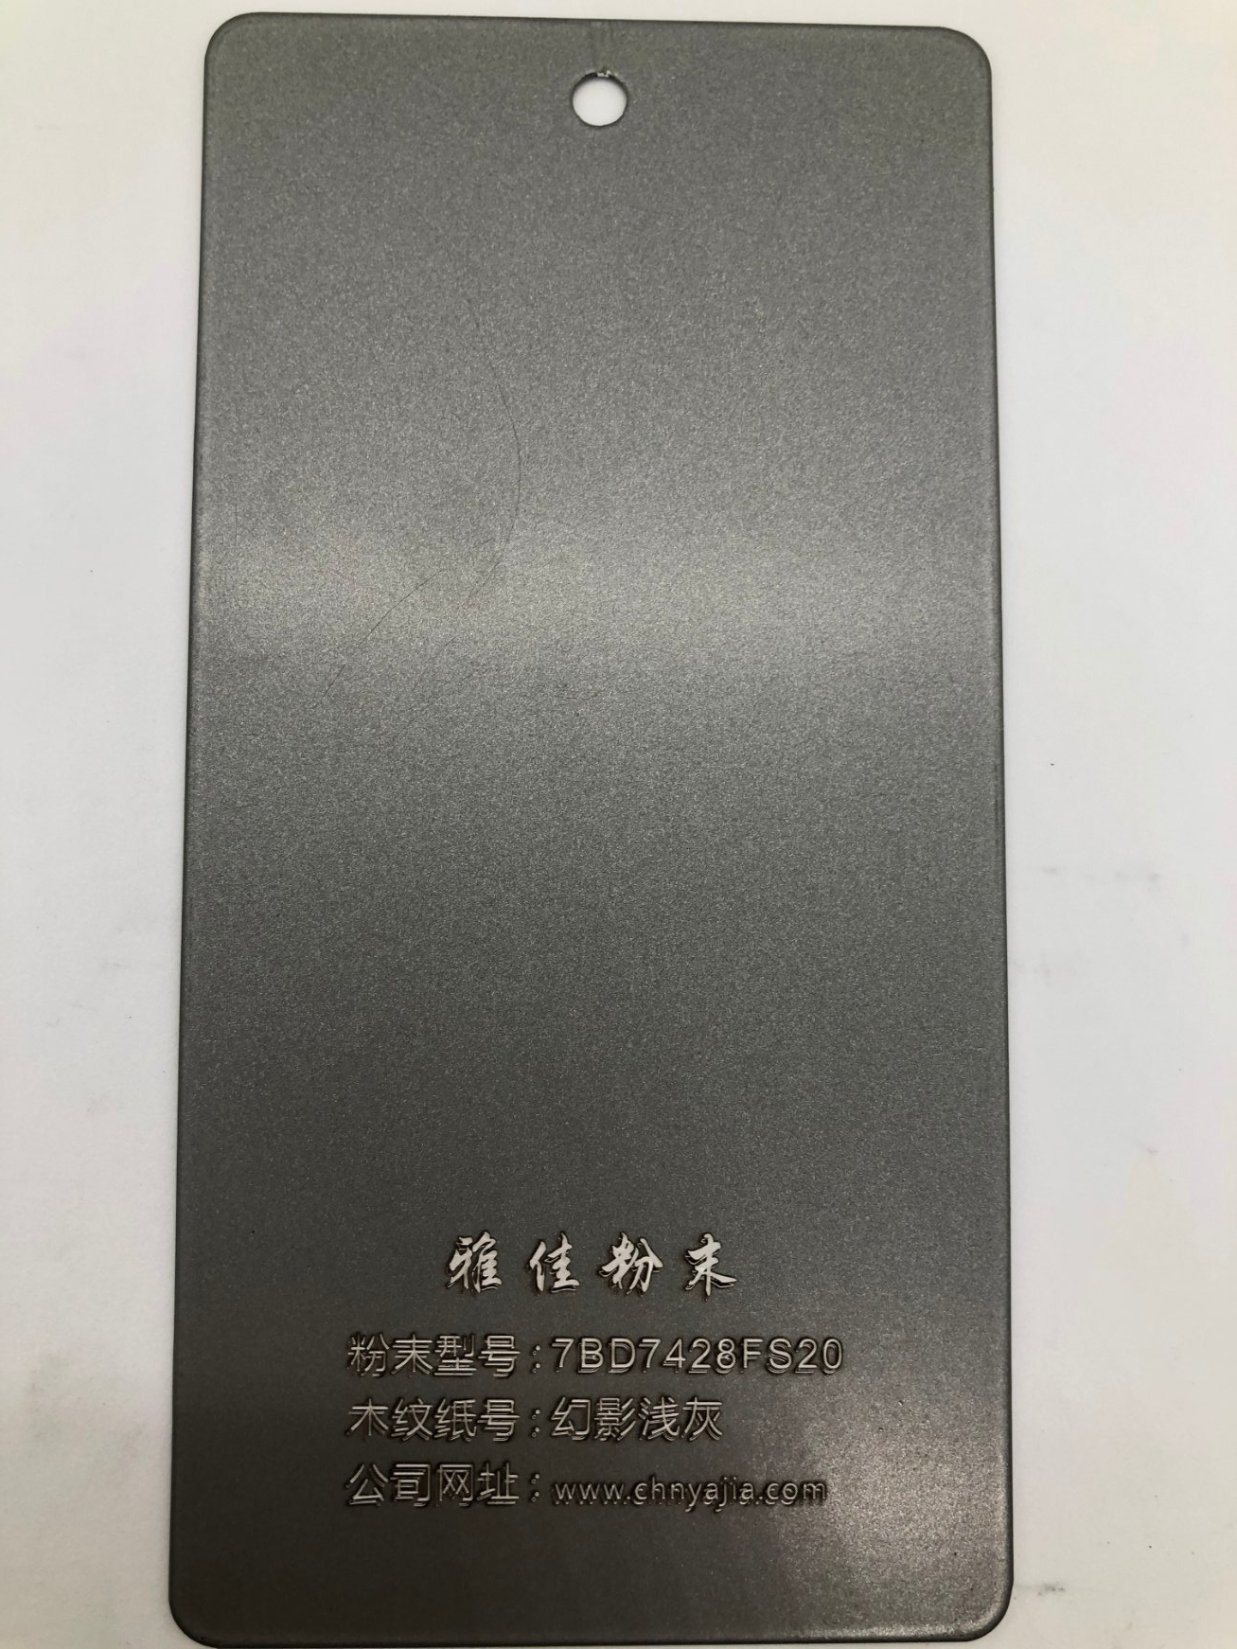 雅佳粉末
粉末型号:7BD7428FS20
木纹纸号:幻影浅灰
公司网址:www.chnyajia.com